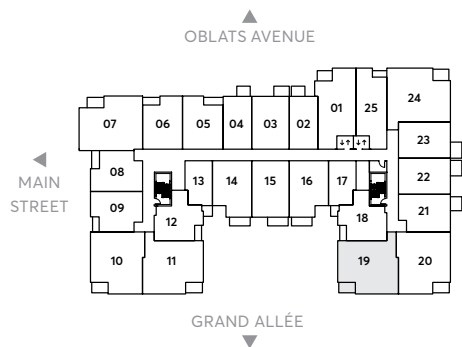 OBLATS AVENUE
01 25 24
07 06 05 04 03 02
23
MAIN
STREET
08 13 14 15 16 17 22
09 12 18 21
10 11 19 20
GRAND ALLÉE